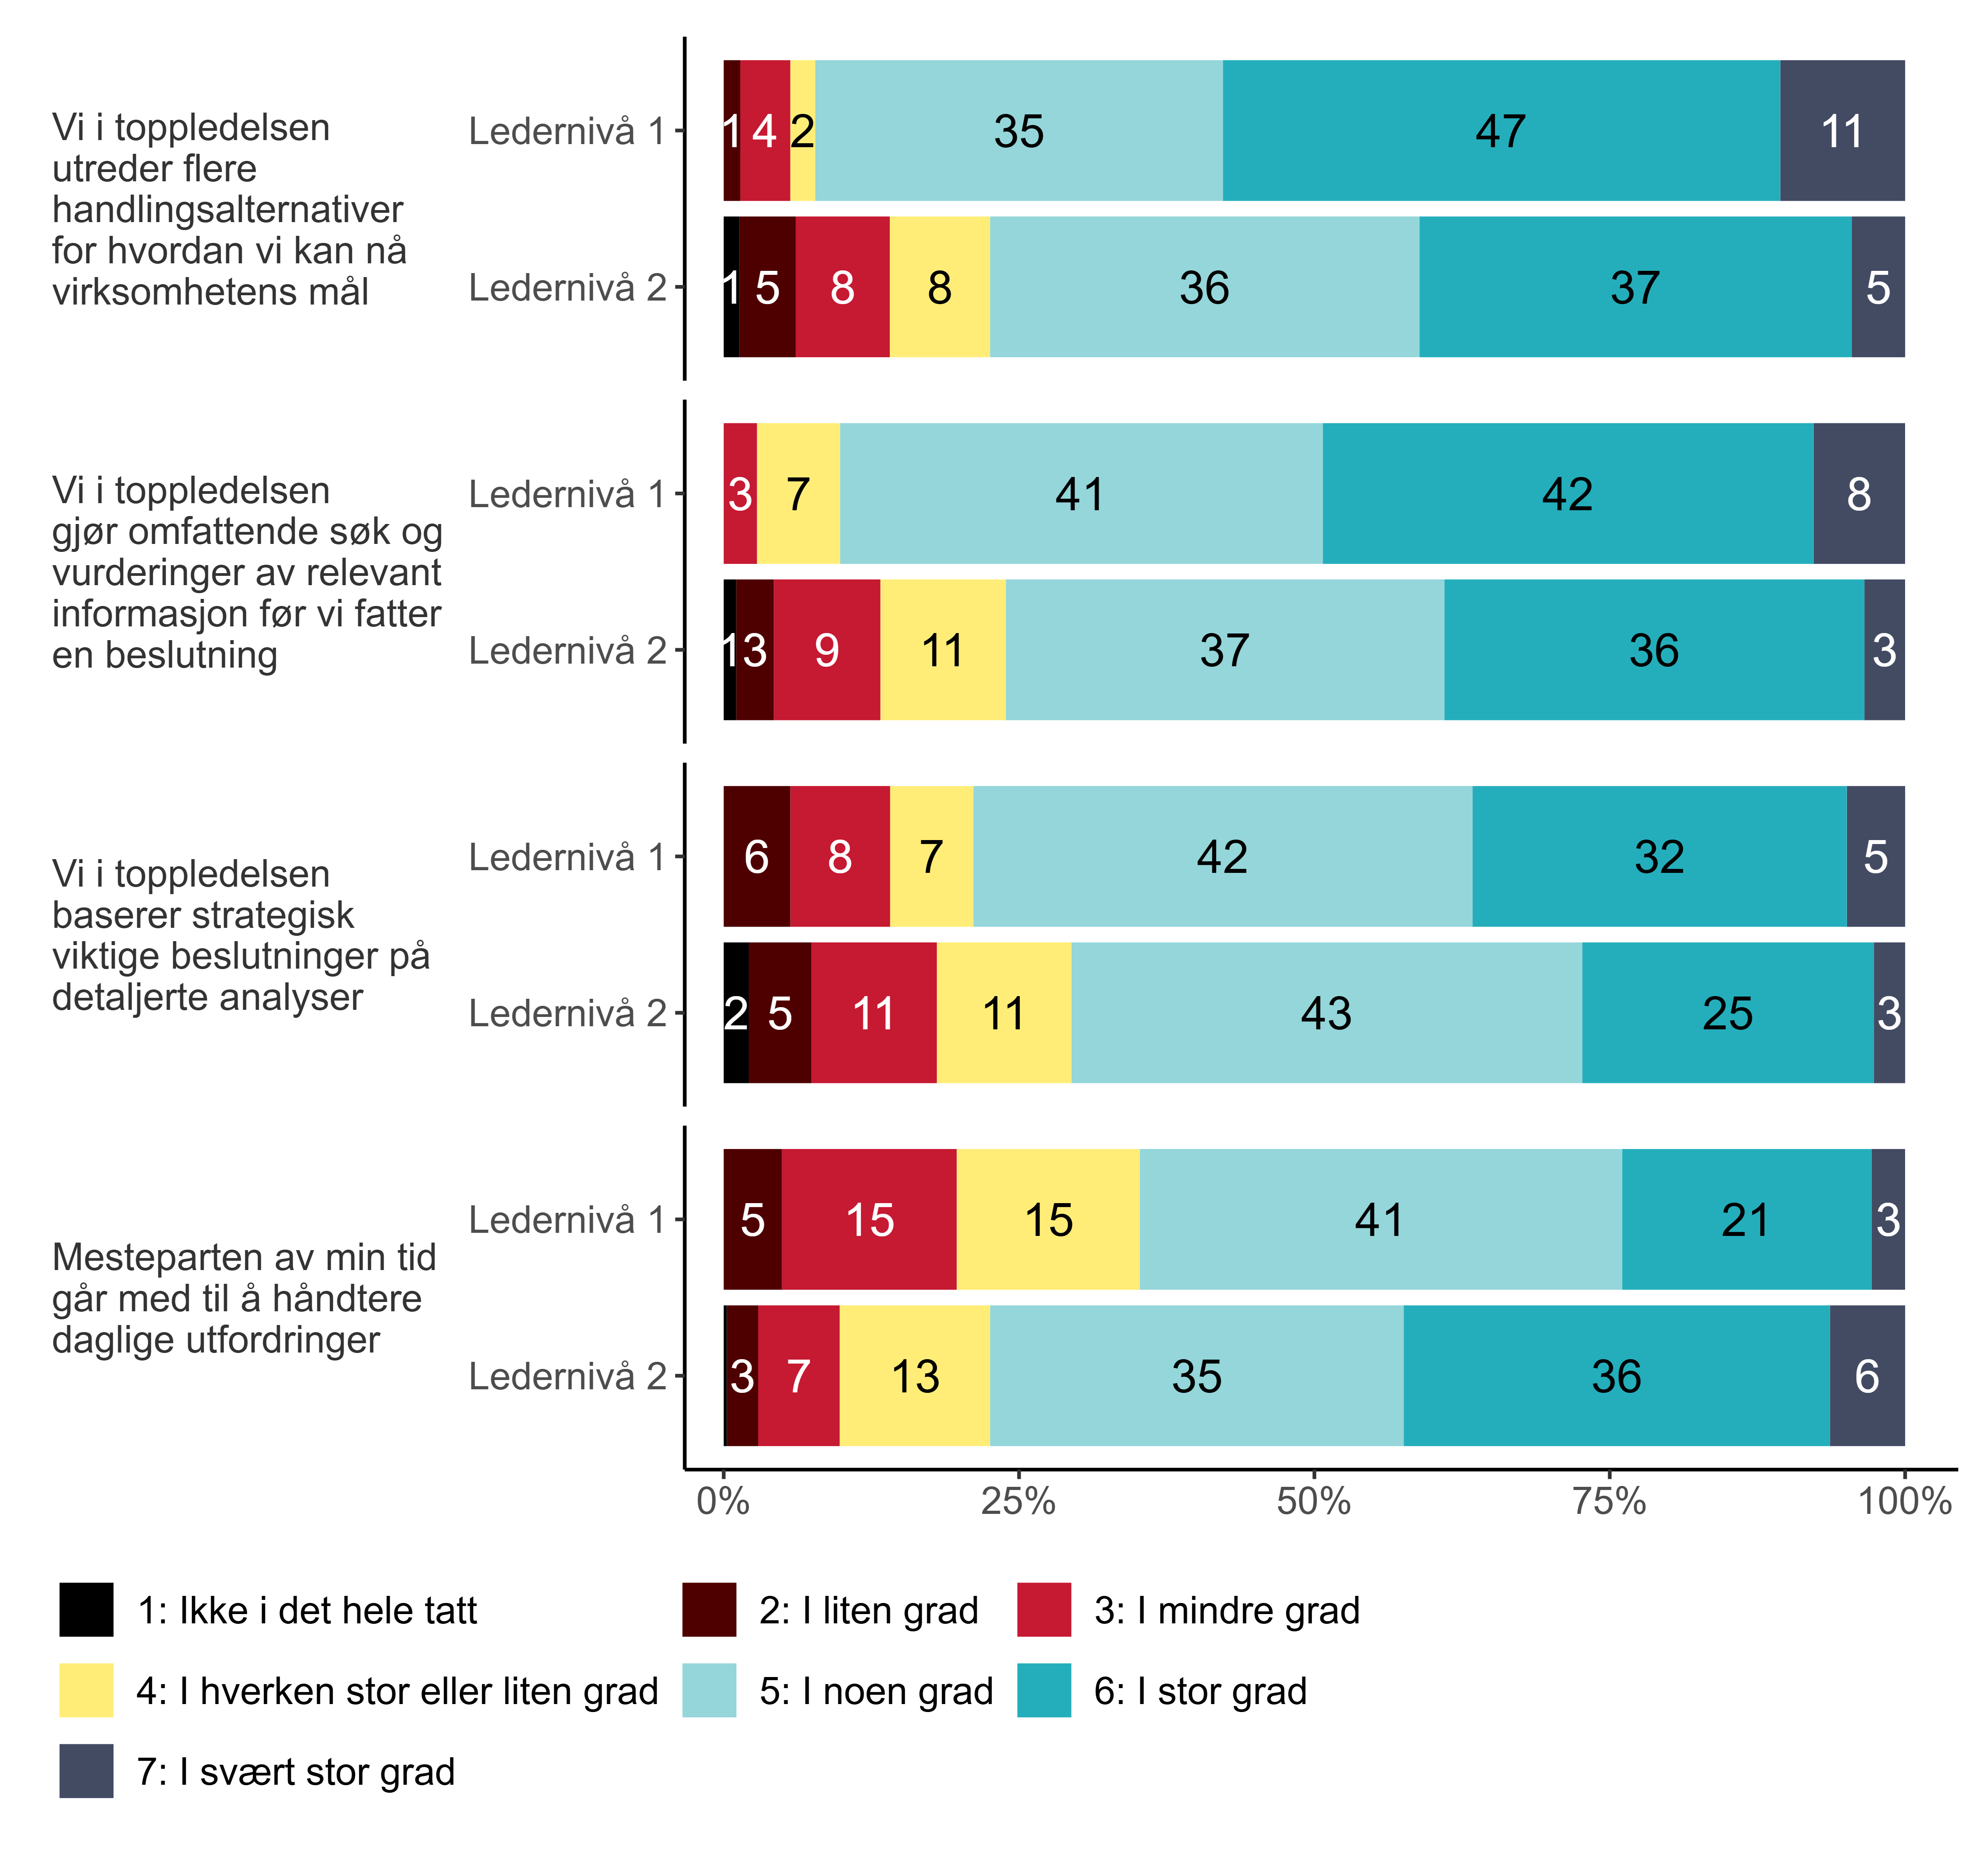 Vi i toppledelsen
utreder flere
handlingsalternativer
for hvordan vi kan nå
virksomhetens mål
Ledernivå 1
1 4 2 35 47 11
Ledernivå 2
1 5 8 8 36 37 5
Vi i toppledelsen
gjør omfattende søk og
vurderinger av relevant
informasjon før vi fatter
en beslutning
Ledernivå 1
3 7 41 42 8
Ledernivå 2
1 3 9 11 37 36 3
Vi i toppledelsen
baserer strategisk
viktige beslutninger på
detaljerte analyser
Ledernivå 1
6 8 7 42 32 5
Ledernivå 2
2 5 11 11 43 25 3
Mesteparten av min tid
går med til å håndtere
daglige utfordringer
Ledernivå 1
5 15 15 41 21 3
Ledernivå 2
3 7 13 35 36 6
0% 25% 50% 75% 100%
1: Ikke i det hele tatt 2: I liten grad 3: I mindre grad
4: I hverken stor eller liten grad 5: I noen grad 6: I stor grad
7: I svært stor grad